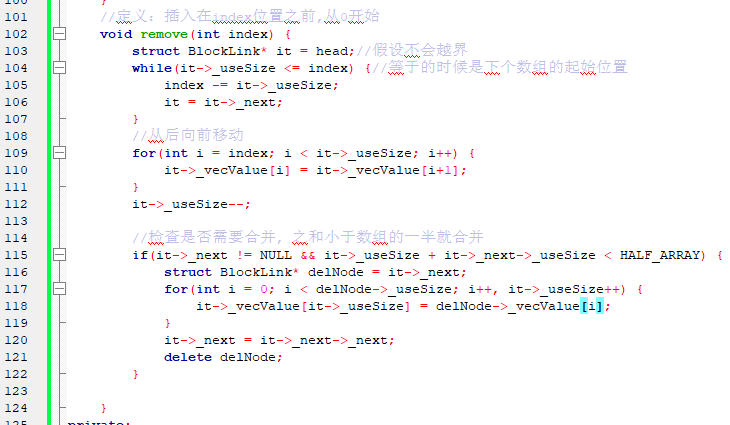 100 }
101 //定义：插入在index位置之前,从0开始
102 void remove(int index) {
103 struct BlockLink* it = head;//假设不会越界
104 while(it->_useSize <= index) {//等于的时候是下个数组的起始位置
105 index -= it->_useSize;
106 it = it->_next;
107 }
108 //从后向前移动
109 for(int i = index; i < it->_useSize; i++) {
110 it->_vecValue[i] = it->_vecValue[i+1];
111 }
112 it->_useSize--;
113
114 //检查是否需要合并, 之和小于数组的一半就合并
115 if(it->_next != NULL && it->_useSize + it->_next->_useSize < HALF_ARRAY) {
116 struct BlockLink* delNode = it->_next;
117 for(int i = 0; i < delNode->_useSize; i++, it->_useSize++) {
118 it->_vecValue[it->_useSize] = delNode->_vecValue[i];
119 }
120 it->_next = it->_next->_next;
121 delete delNode;
122 }
123
124 }
125 private: